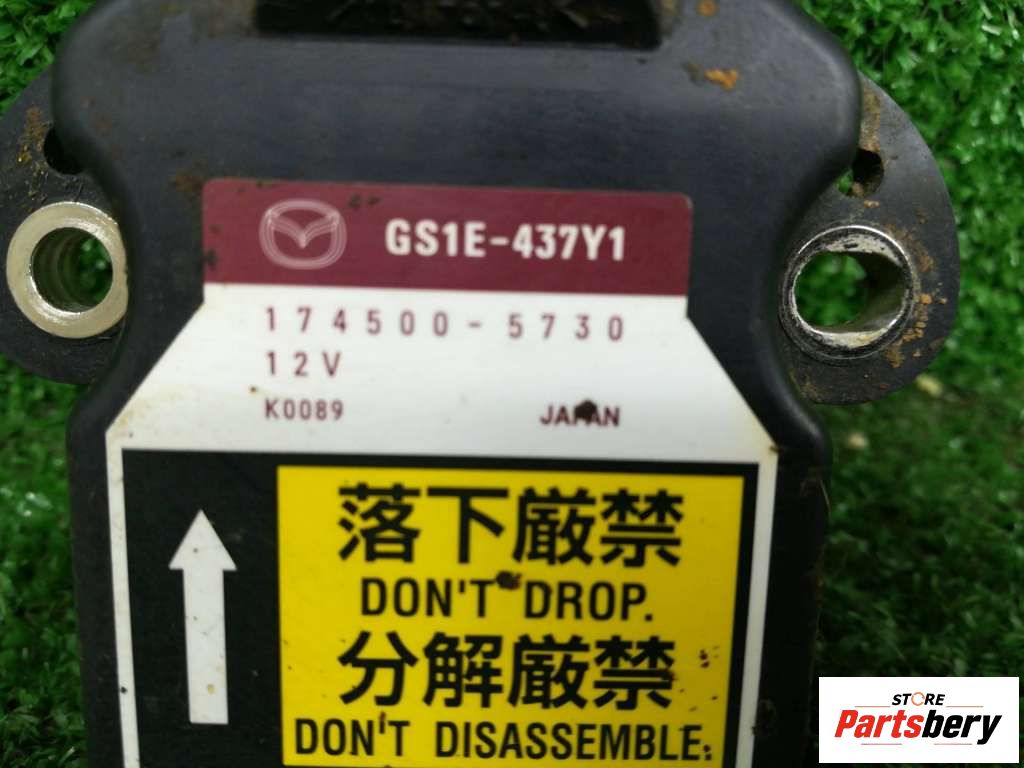 GS1E-437Y1
174500-5730
12V
K0089 JAPAN
落下厳禁
DON'T DROP.
分解厳禁
DON'T DISASSEMBLE.
STORE
Partsbery